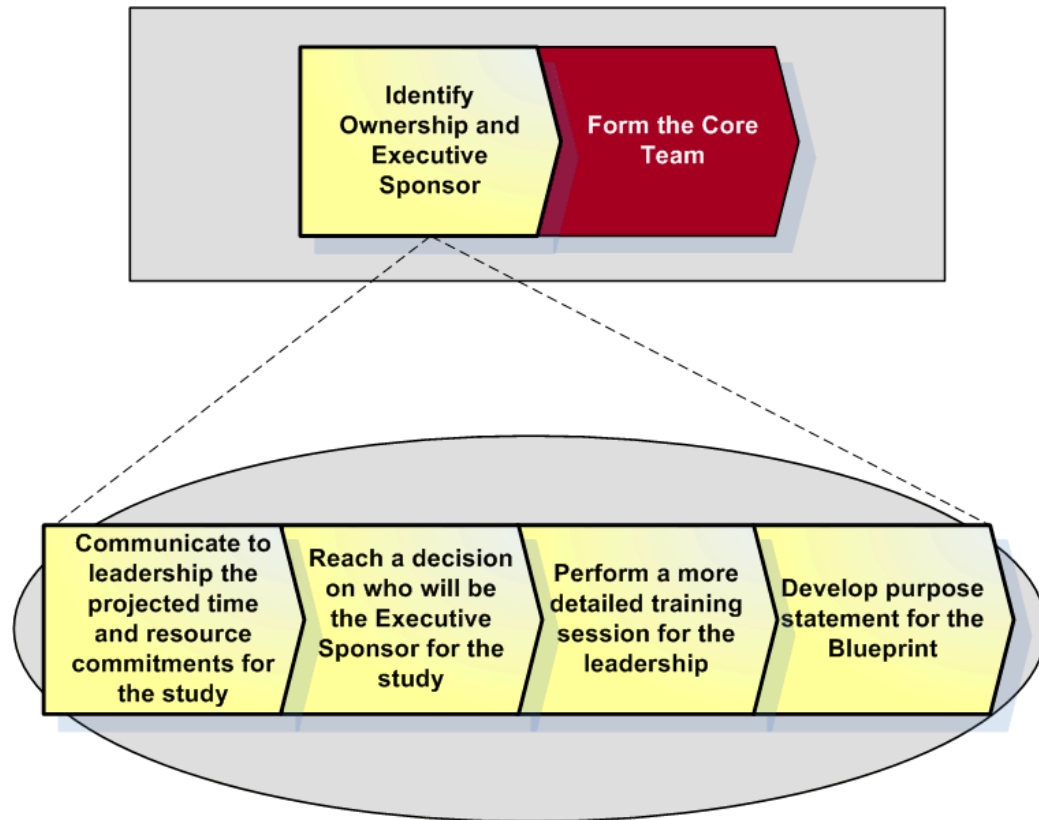 Identify
Ownership and
Executive
Sponsor
Form the Core
Team
Communicate to
leadership the
projected time
and resource
commitments for
the study
Reach a decision
on who will be
the Executive
Sponsor for the
study
Perform a more
detailed training
session for the
leadership
Develop purpose
statement for the
Blueprint